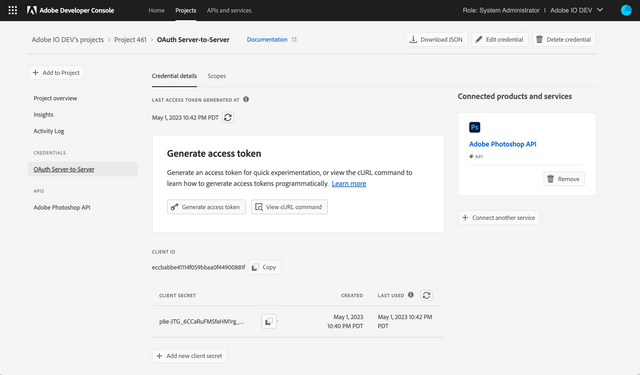 Adobe Developer Console
Home
Projects
APIs and services
Role: System Administrator
Adobe IO DEV
Adobe IO DEV's projects
Project 461
OAuth Server-to-Server
Documentation
Download JSON
Edit credential
Delete credential
Add to Project
Project overview
Insights
Activity Log
CREDENTIALS
OAuth Server-to-Server
APIS
Adobe Photoshop API
Credential details
Scopes
LAST ACCESS TOKEN GENERATED AT
May 1, 2023 10:42 PM PDT
Generate access token
Generate an access token for quick experimentation, or view the cURL command to
learn how to generate access tokens programmatically. Learn more
Generate access token
View cURL command
CLIENT ID
Copy
CLIENT SECRET
CREATED
LAST USED
May 1, 2023
10:40 PM PDT
May 1, 2023 10:42 PM
PDT
Add new client secret
Connected products and services
Ps
Adobe Photoshop API
API
Remove
Connect another service